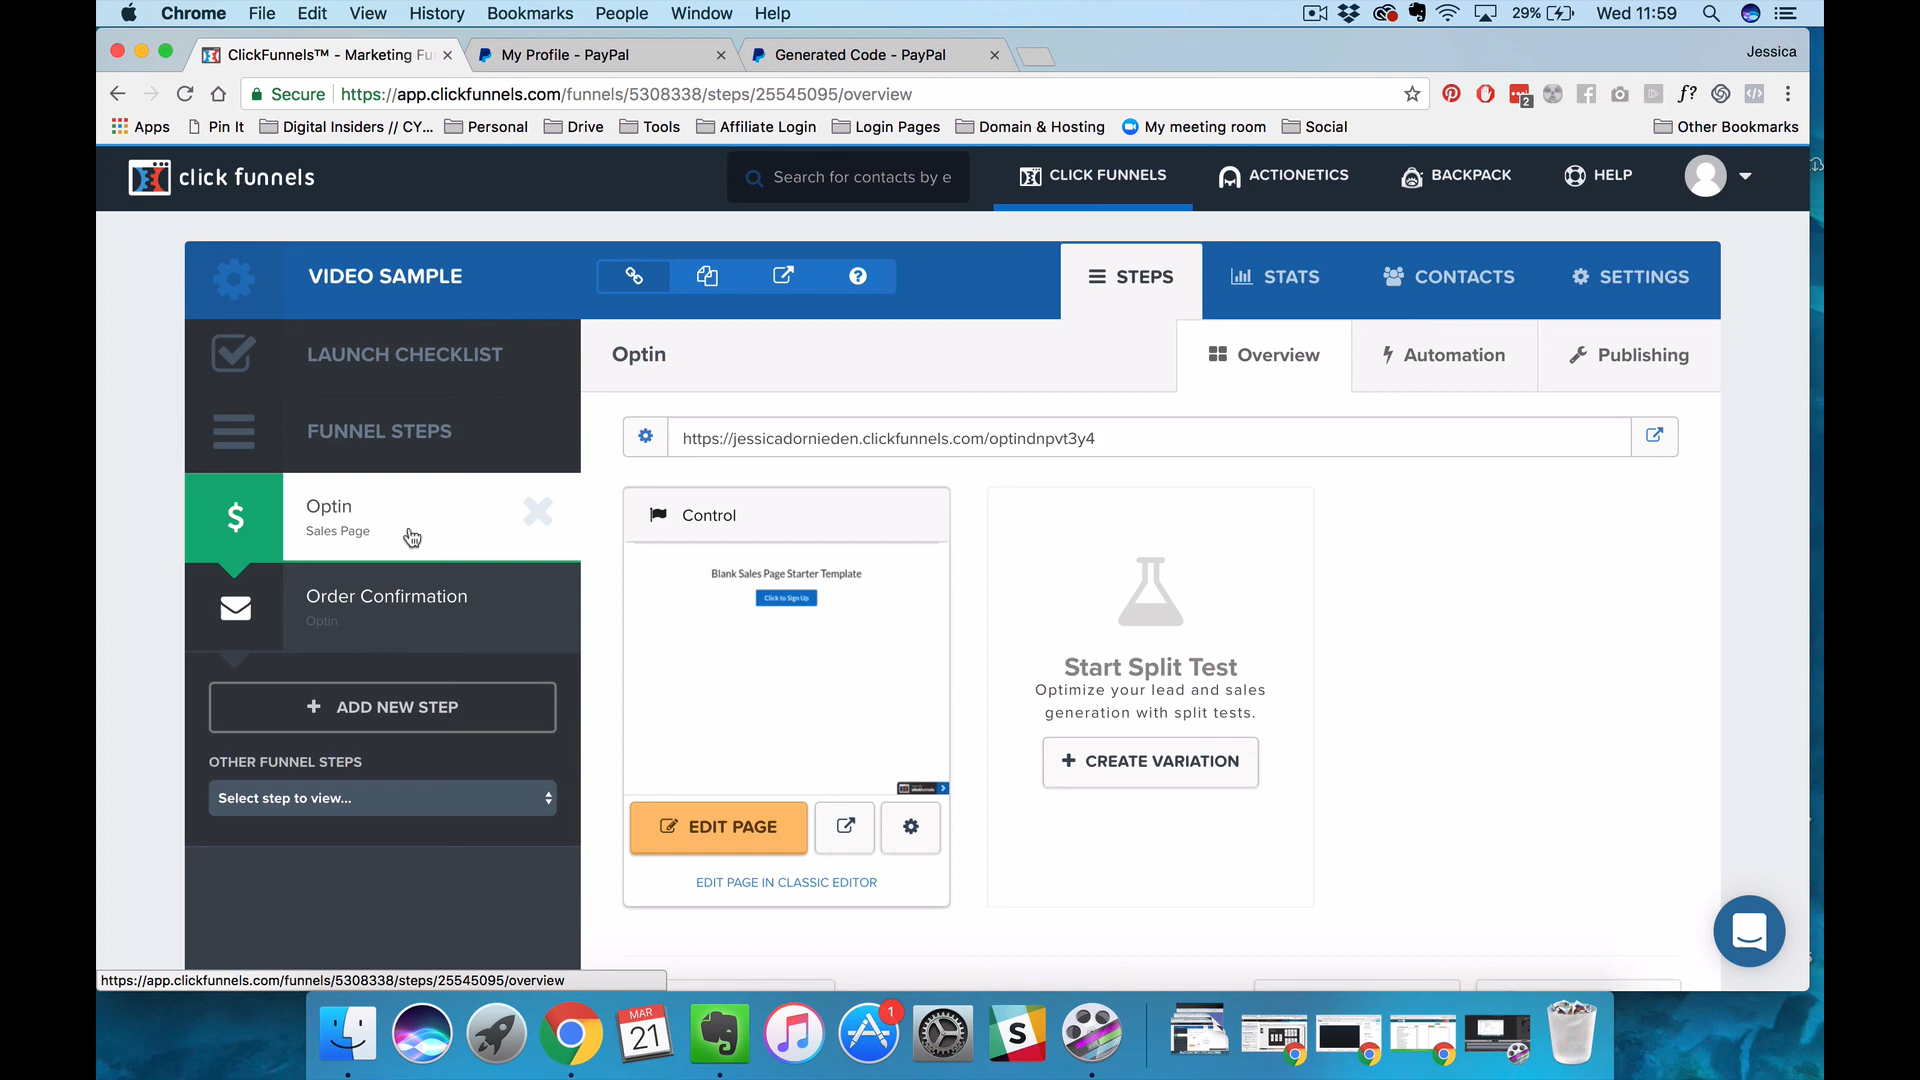 Chrome File Edit View History Bookmarks People Window Help
29% Wed 11:59
ClickFunnels™ - Marketing Fu
My Profile - PayPal
Generated Code - PayPal
Jessica
Secure https://app.clickfunnels.com/funnels/5308338/steps/25545095/overview
2
f?
Apps Pin It Digital Insiders // CY... Personal Drive Tools Affiliate Login Login Pages Domain & Hosting My meeting room Social Other Bookmarks
click funnels
Search for contacts by e
CLICK FUNNELS ACTIONETICS BACKPACK HELP
VIDEO SAMPLE
STEPS STATS CONTACTS SETTINGS
LAUNCH CHECKLIST
FUNNEL STEPS
Optin
Sales Page
Order Confirmation
Optin
ADD NEW STEP
OTHER FUNNEL STEPS
Select step to view...
Optin
Overview Automation Publishing
https://jessicadornieden.clickfunnels.com/optindnpvt3y4
Control
Blank Sales Page Starter Template
Click to Sign Up
EDIT PAGE
EDIT PAGE IN CLASSIC EDITOR
Start Split Test
Optimize your lead and sales
generation with split tests.
CREATE VARIATION
https://app.clickfunnels.com/funnels/5308338/steps/25545095/overview
MAR
21
1
S